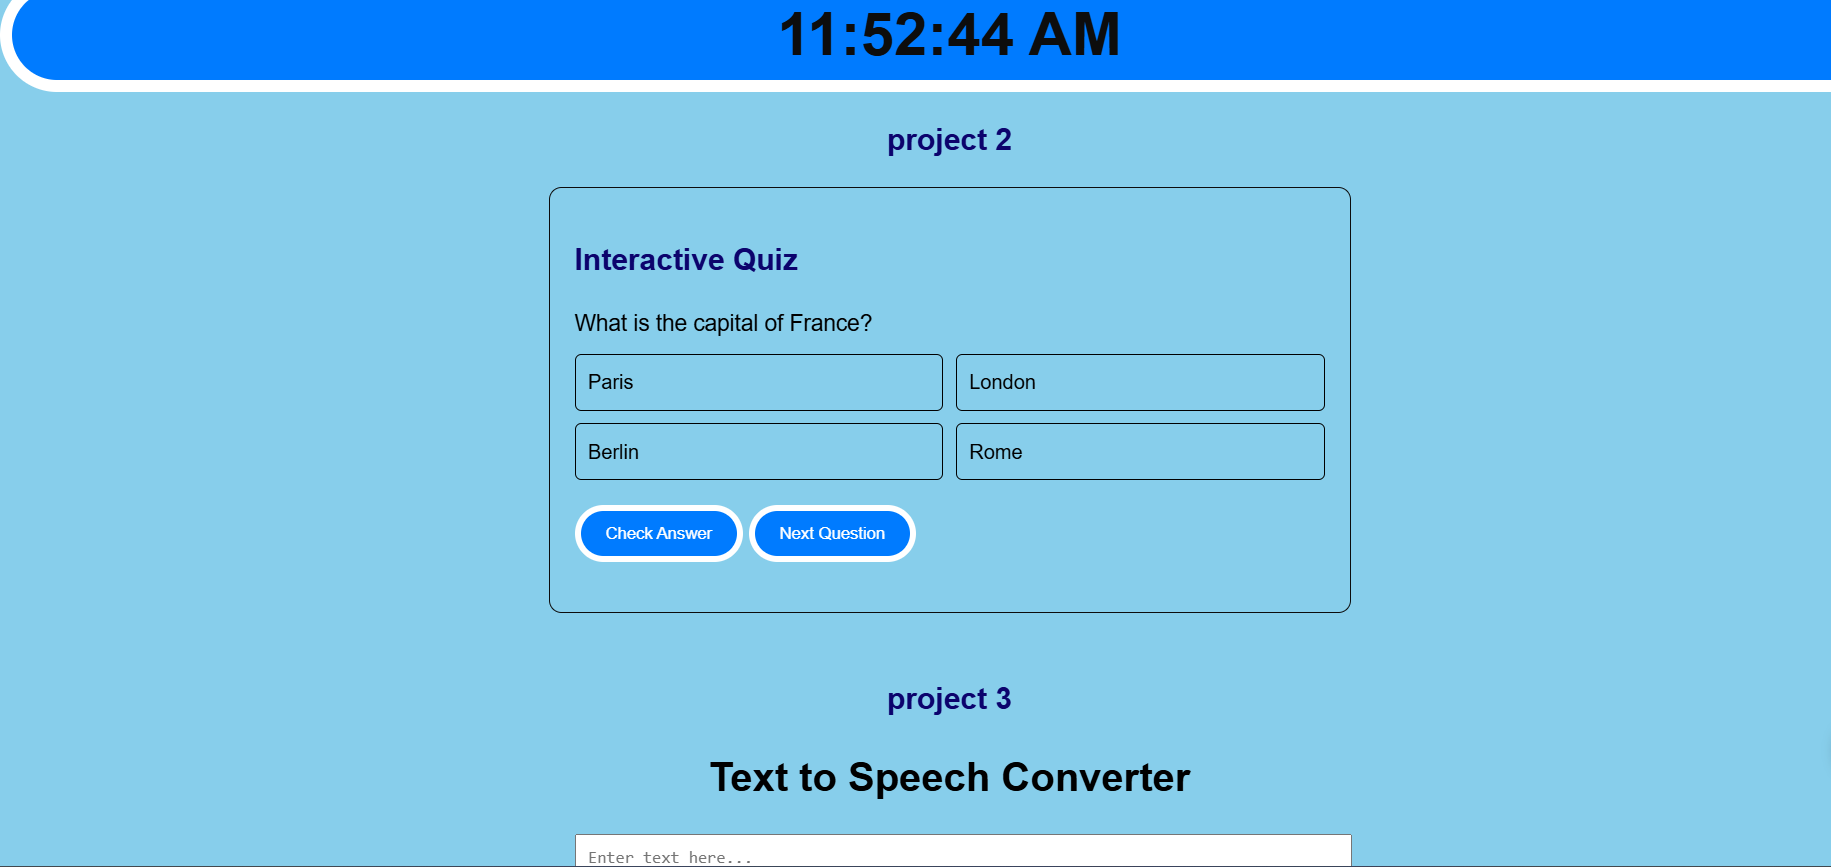 11:52:44 AM
project 2
Interactive Quiz
What is the capital of France?
Paris London
Berlin Rome
Check Answer Next Question
project 3
Text to Speech Converter
Enter text here...